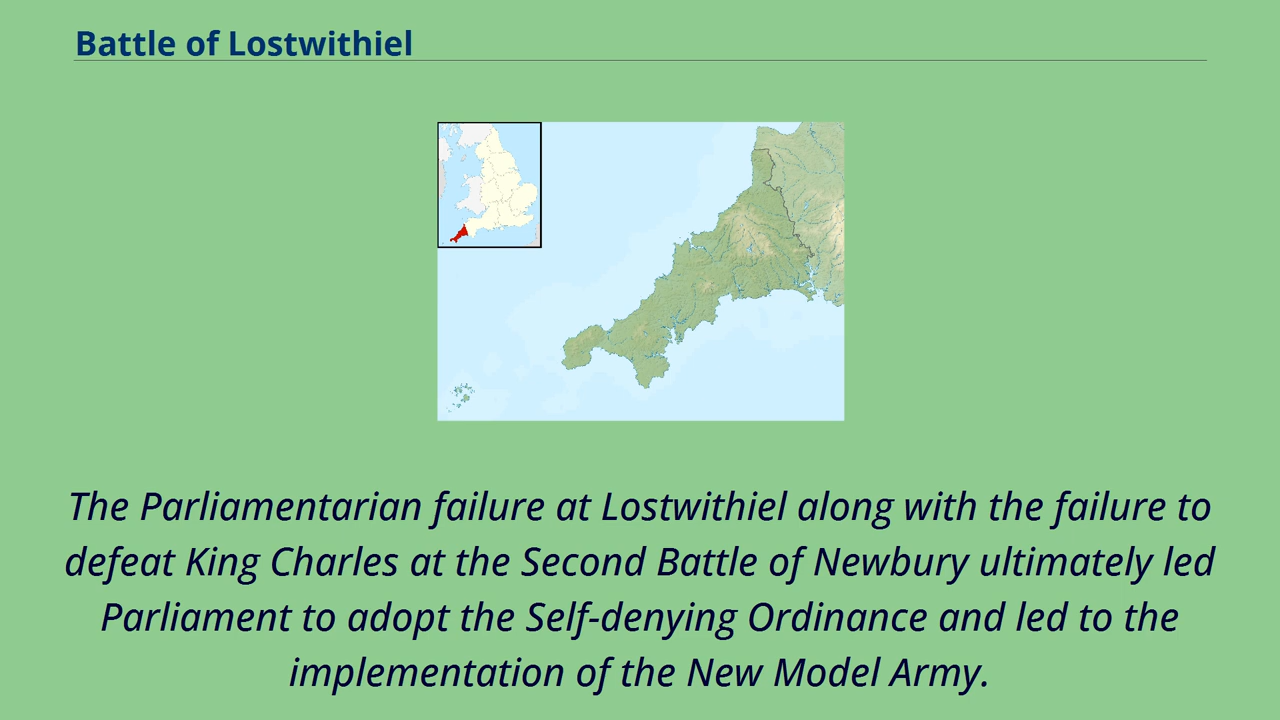 Battle of Lostwithiel
The Parliamentarian failure at Lostwithiel along with the failure to
defeat King Charles at the Second Battle of Newbury ultimately led
Parliament to adopt the Self-denying Ordinance and led to the
implementation of the New Model Army.